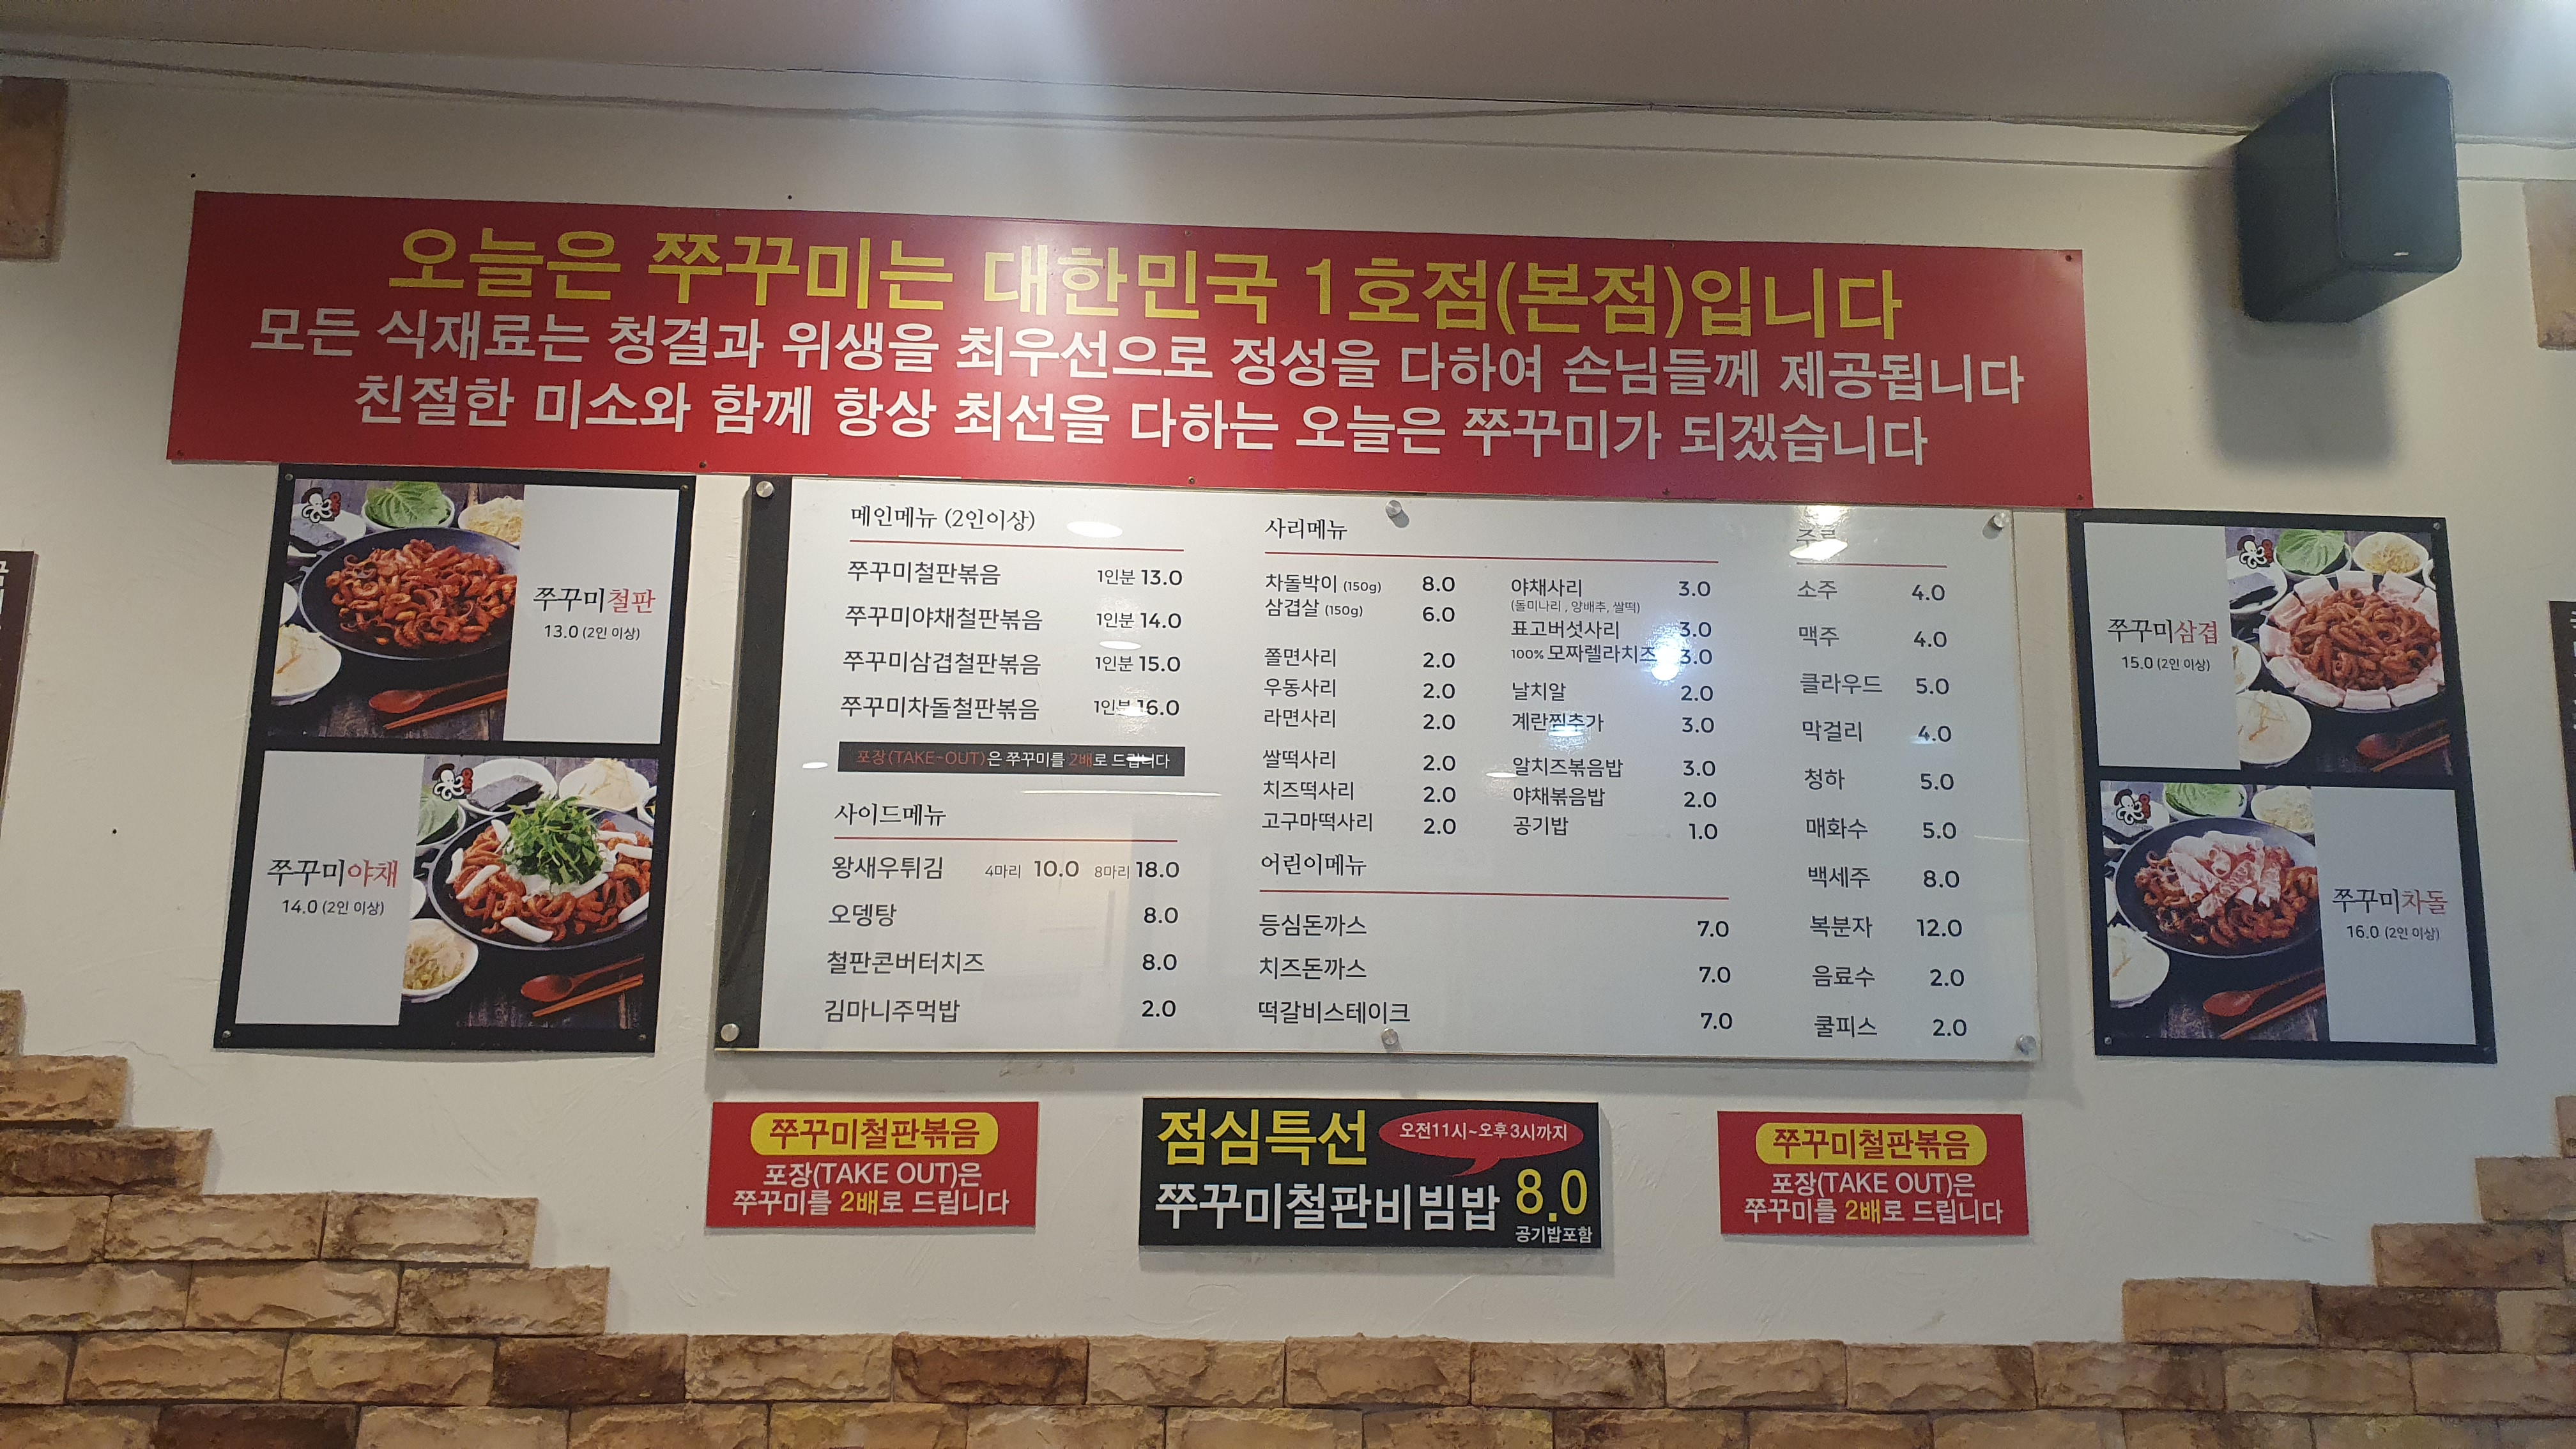 오늘은 쭈꾸미는 대한민국 1호점(본점)입니다
모든 식재료는 청결과 위생을 최우선으로 정성을 다하여 손님들께 제공됩니다
친절한 미소와 함께 항상 최선을 다하는 오늘은 쭈꾸미가 되겠습니다
쭈꾸미철판
13.0 (2인 이상)
쭈꾸미야채
14.0 (2인 이상)
메인메뉴 (2인이상)
쭈꾸미철판볶음 1인분 13.0
쭈꾸미야채철판볶음 1인분 14.0
쭈꾸미삼겹철판볶음 1인분 15.0
쭈꾸미차돌철판볶음 1인분 16.0
포장(TAKE-OUT)은 쭈꾸미를 2배로 드립니다
사이드메뉴
왕새우튀김 4마리 10.0 8마리 18.0
오뎅탕 8.0
철판콘버터치즈 8.0
김마니주먹밥 2.0
사리메뉴
차돌박이 (150g) 8.0
삼겹살 (150g) 6.0
쫄면사리 2.0
우동사리 2.0
라면사리 2.0
쌀떡사리 2.0
치즈떡사리 2.0
고구마떡사리 2.0
야채사리 3.0
(돌미나리 , 양배추, 쌀떡)
표고버섯사리 3.0
100% 모짜렐라치즈 3.0
날치알 2.0
계란찜추가 3.0
알치즈볶음밥 3.0
야채볶음밥 2.0
공기밥 1.0
어린이메뉴
등심돈까스 7.0
치즈돈까스 7.0
떡갈비스테이크 7.0
주류
소주 4.0
맥주 4.0
클라우드 5.0
막걸리 4.0
청하 5.0
매화수 5.0
백세주 8.0
복분자 12.0
음료수 2.0
쿨피스 2.0
쭈꾸미삼겹
15.0 (2인 이상)
쭈꾸미차돌
16.0 (2인 이상)
쭈꾸미철판볶음
포장(TAKE OUT)은
쭈꾸미를 2배로 드립니다
점심특선 오전11시~오후3시까지
쭈꾸미철판비빔밥 8.0
공기밥포함
쭈꾸미철판볶음
포장(TAKE OUT)은
쭈꾸미를 2배로 드립니다